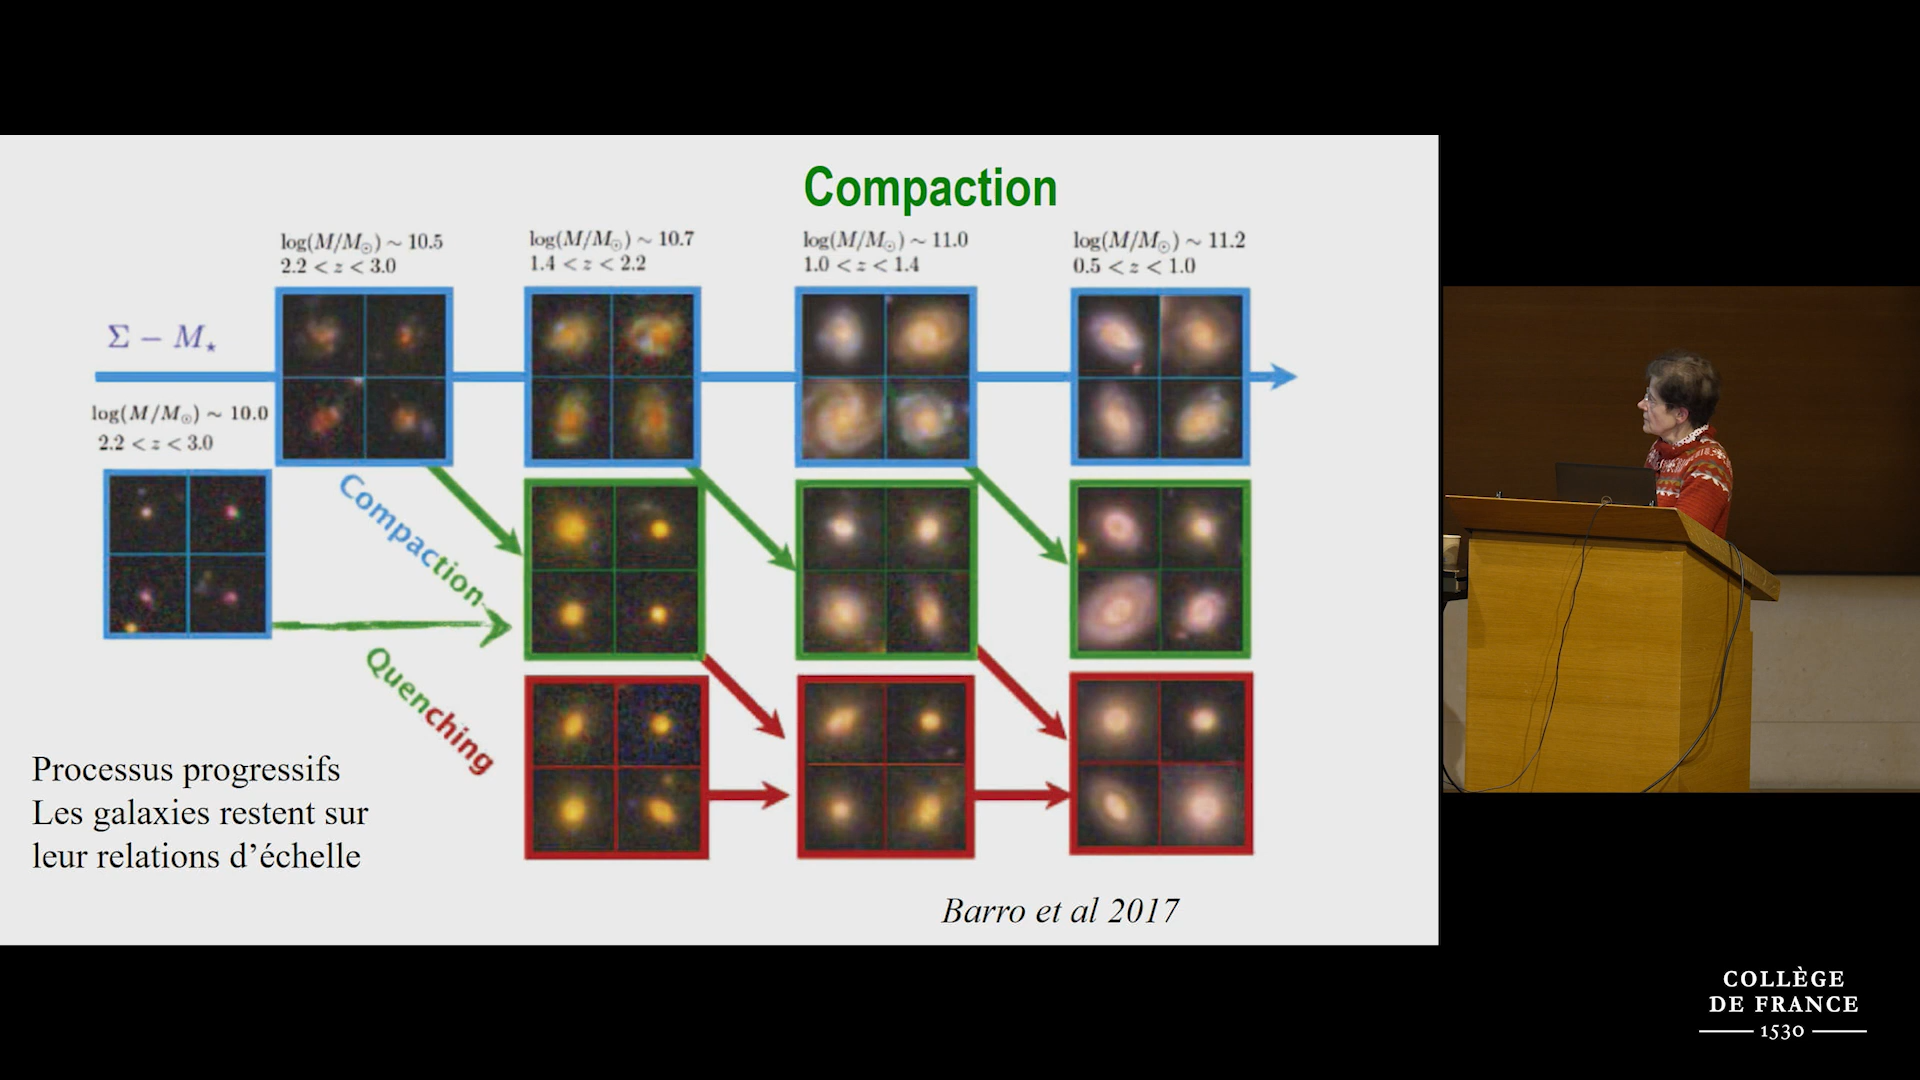 Compaction
log(M/M☉) ~ 10.5
2.2 < z < 3.0
log(M/M☉) ~ 10.7
1.4 < z < 2.2
log(M/M☉) ~ 11.0
1.0 < z < 1.4
log(M/M☉) ~ 11.2
0.5 < z < 1.0
Σ − M⋆
log(M/M☉) ~ 10.0
2.2 < z < 3.0
Compaction
Quenching
Processus progressifs
Les galaxies restent sur
leur relations d’échelle
Barro et al 2017
COLLÈGE
DE FRANCE
1530